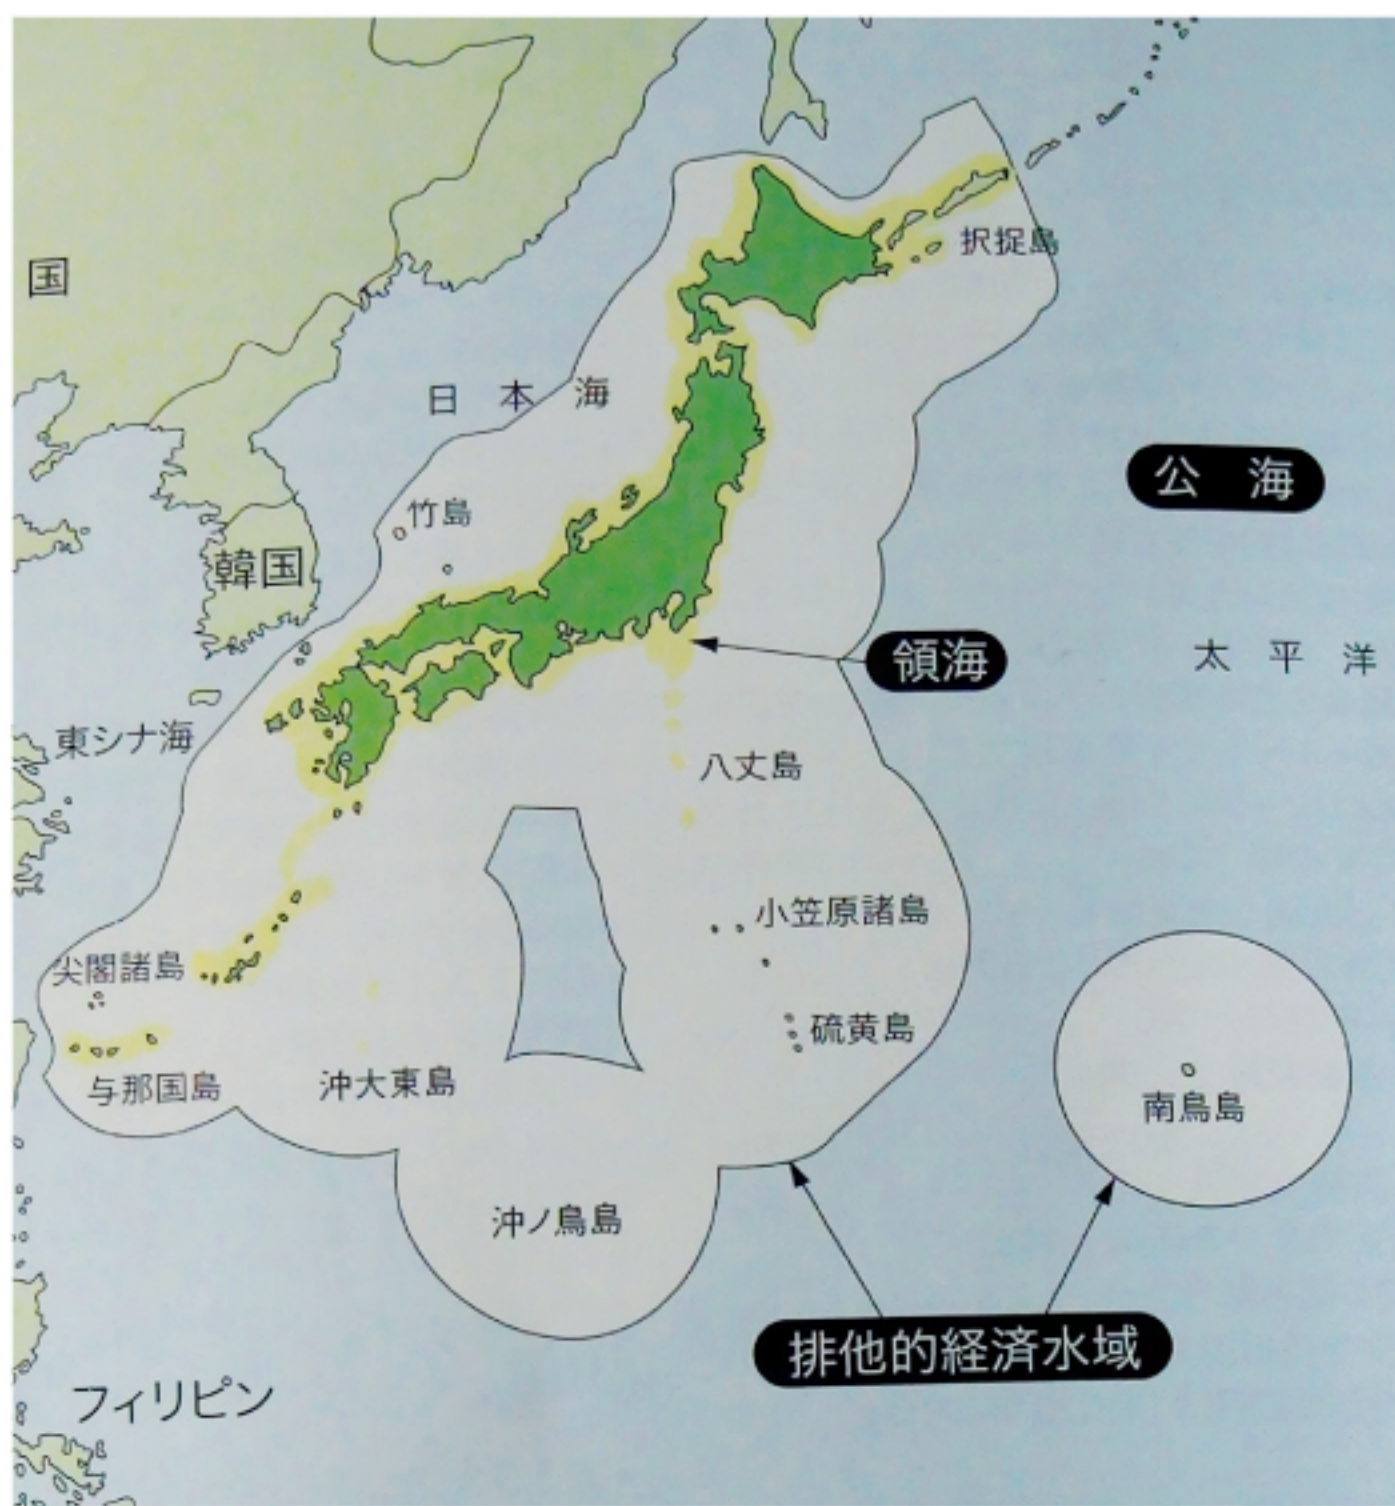 国
択捉島
日本海
公海
竹島
韓国
領海
太平洋
東シナ海
八丈島
小笠原諸島
尖閣諸島
硫黄島
与那国島
沖大東島
南鳥島
沖ノ鳥島
排他的経済水域
フィリピン